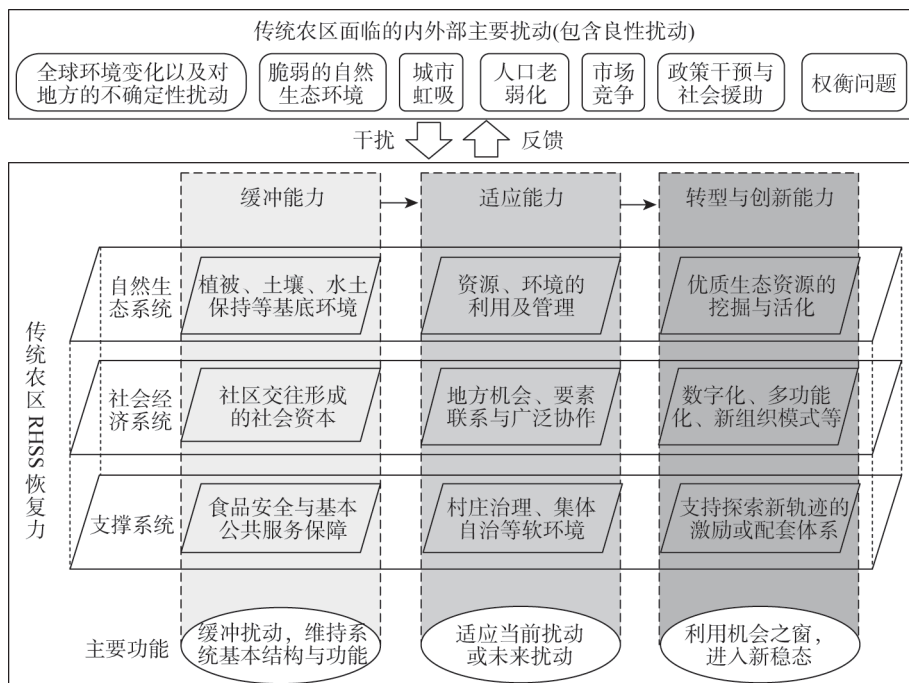 传统农区面临的内外部主要扰动(包含良性扰动)
全球环境变化以及对
地方的不确定性扰动
脆弱的自然
生态环境
城市
虹吸
人口老
弱化
市场
竞争
政策干预与
社会援助
权衡问题
干扰
反馈
缓冲能力
适应能力
转型与创新能力
传统农区RHSS恢复力
自然生
态系统
植被、土壤、水土
保持等基底环境
资源、环境的
利用及管理
优质生态资源的
挖掘与活化
社会经
济系统
社区交往形成
的社会资本
地方机会、要素
联系与广泛协作
数字化、多功能
化、新组织模式等
支撑系统
食品安全与基本
公共服务保障
村庄治理、集体
自治等软环境
支持探索新轨迹的
激励或配套体系
主要功能
缓冲扰动，维持系
统基本结构与功能
适应当前扰动
或未来扰动
利用机会之窗，
进入新稳态